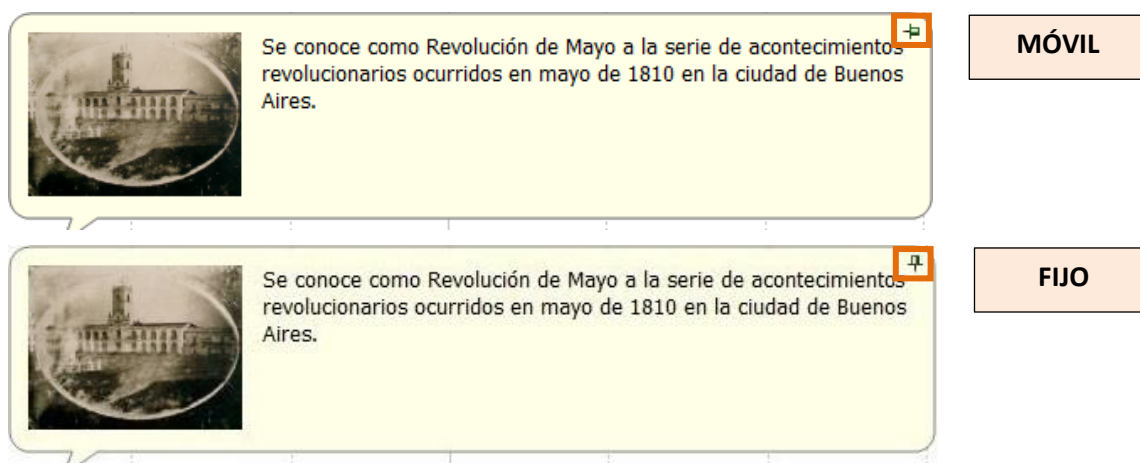 Se conoce como Revolución de Mayo a la serie de acontecimientos
revolucionarios ocurridos en mayo de 1810 en la ciudad de Buenos
Aires.
MÓVIL
Se conoce como Revolución de Mayo a la serie de acontecimientos
revolucionarios ocurridos en mayo de 1810 en la ciudad de Buenos
Aires.
FIJO